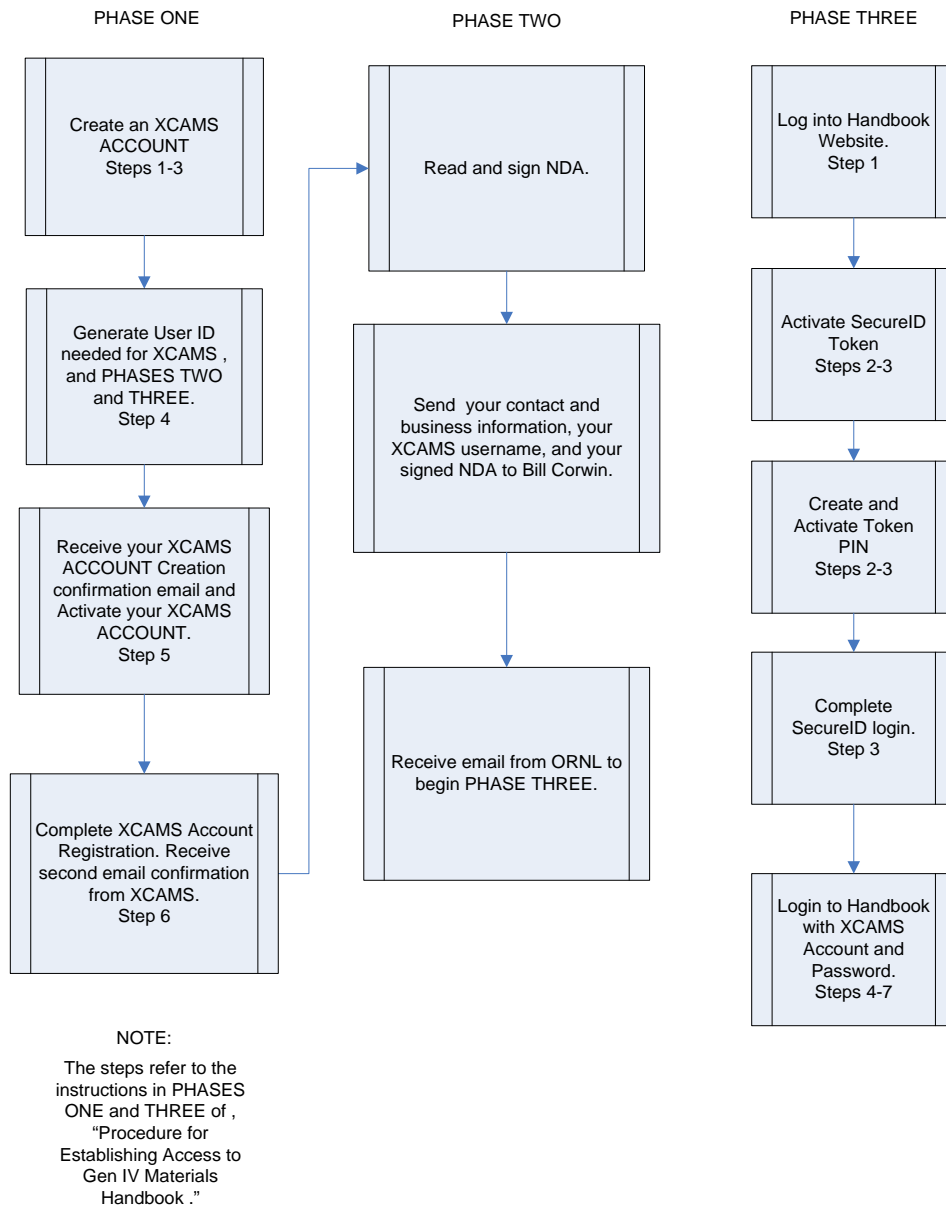 PHASE ONE
Create an XCAMS
ACCOUNT
Steps 1-3
Generate User ID
needed for XCAMS ,
and PHASES TWO
and THREE.
Step 4
Receive your XCAMS
ACCOUNT Creation
confirmation email and
Activate your XCAMS
ACCOUNT.
Step 5
Complete XCAMS Account
Registration. Receive
second email confirmation
from XCAMS.
Step 6
NOTE:
The steps refer to the
instructions in PHASES
ONE and THREE of ,
“Procedure for
Establishing Access to
Gen IV Materials
Handbook .”
PHASE TWO
Read and sign NDA.
Send  your contact and
business information, your
XCAMS username, and your
signed NDA to Bill Corwin.
Receive email from ORNL to
begin PHASE THREE.
PHASE THREE
Log into Handbook
Website.
Step 1
Activate SecureID
Token
Steps 2-3
Create and
Activate Token
PIN
Steps 2-3
Complete
SecureID login.
Step 3
Login to Handbook
with XCAMS
Account and
Password.
Steps 4-7